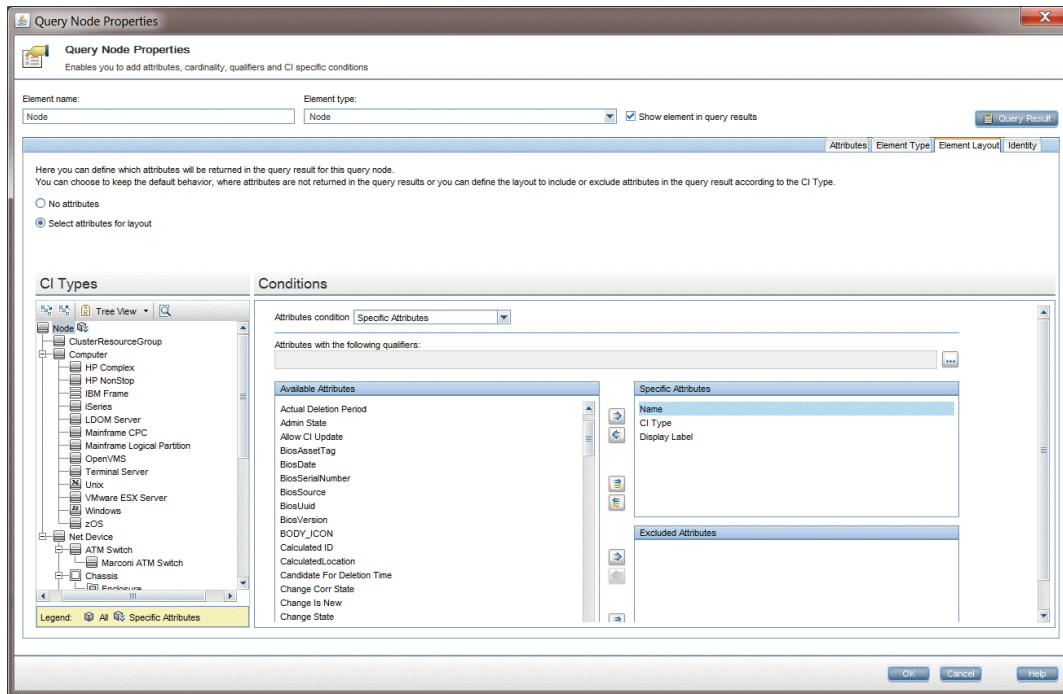 Query Node Properties
Query Node Properties
Enables you to add attributes, cardinality, qualifiers and CI specific conditions
Element name:
Element type:
Node
Node
Show element in query results
Query Result
Attributes
Element Type
Element Layout
Identity
Here you can define which attributes will be returned in the query result for this query node.
You can choose to keep the default behavior, where attributes are not returned in the query results or you can define the layout to include or exclude attributes in the query result according to the CI Type.
No attributes
Select attributes for layout
CI Types
Tree View
Node
ClusterResourceGroup
Computer
HP Complex
HP NonStop
IBM Frame
iSeries
LDOM Server
Mainframe CPC
Mainframe Logical Partition
OpenVMS
Terminal Server
Unix
VMware ESX Server
Windows
zOS
Net Device
ATM Switch
Marconi ATM Switch
Chassis
Enclosure
Legend: All Specific Attributes
Conditions
Attributes condition Specific Attributes
Attributes with the following qualifiers:
...
Available Attributes
Actual Deletion Period
Admin State
Allow CI Update
BiosAssetTag
BiosDate
BiosSerialNumber
BiosSource
BiosUuid
BiosVersion
BODY_ICON
Calculated ID
CalculatedLocation
Candidate For Deletion Time
Change Corr State
Change Is New
Change State
Specific Attributes
Name
CI Type
Display Label
Excluded Attributes
OK
Cancel
Help